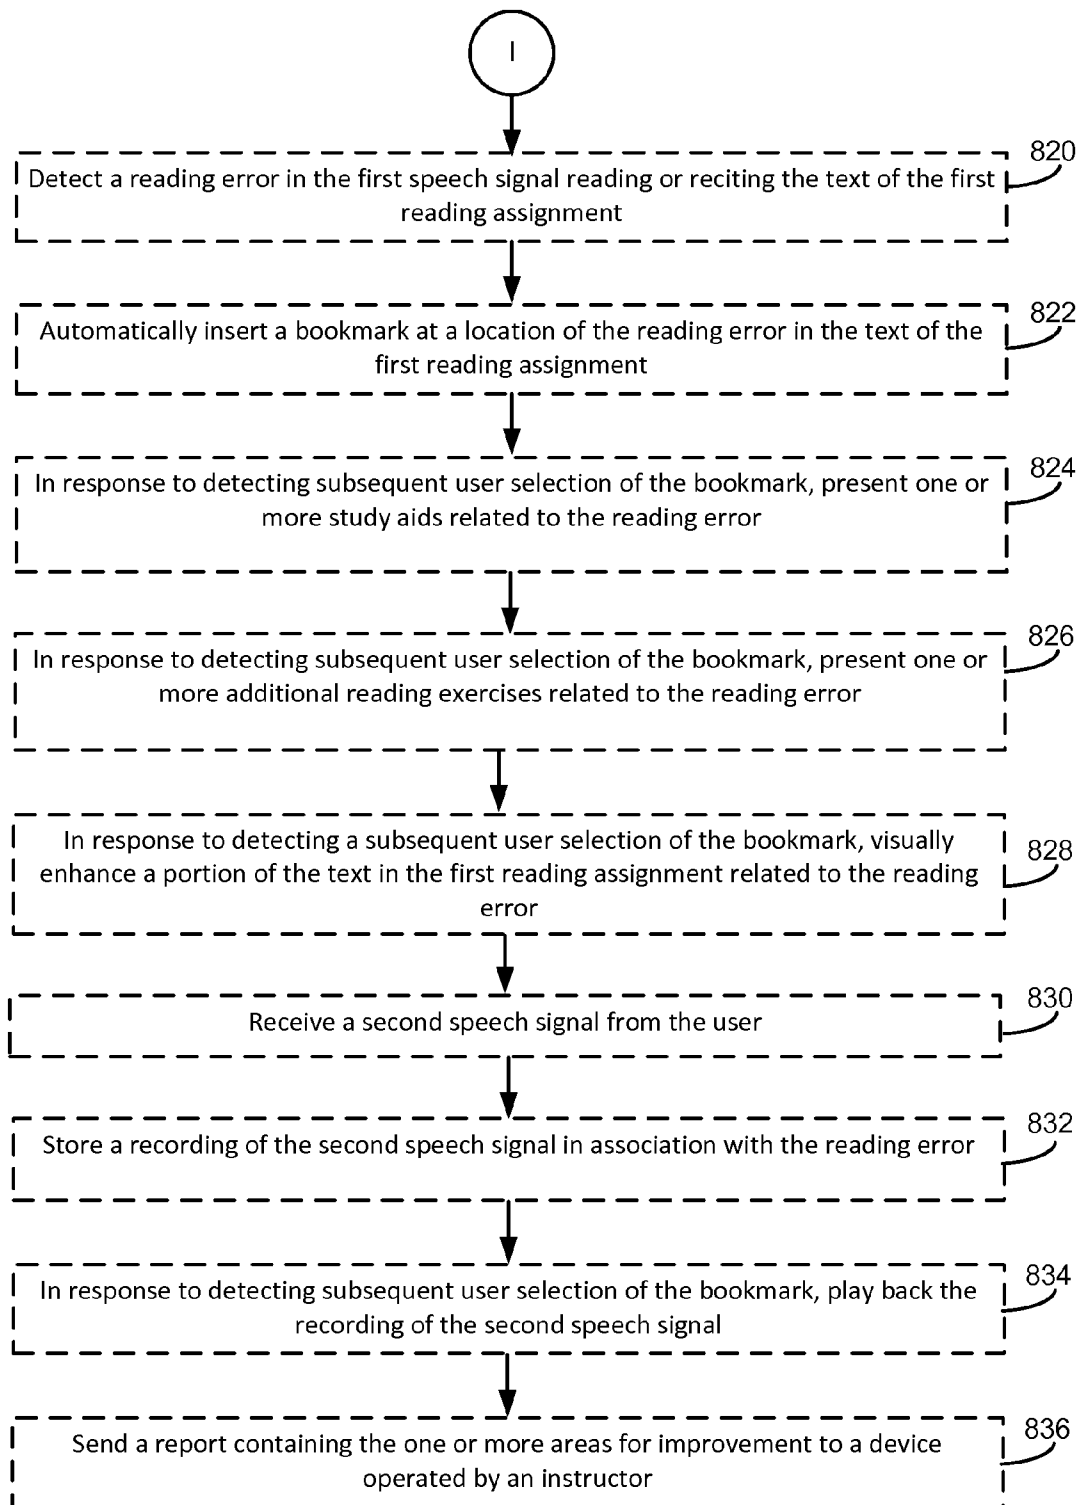 I
820
Detect a reading error in the first speech signal reading or reciting the text of the first
reading assignment
822
Automatically insert a bookmark at a location of the reading error in the text of the
first reading assignment
824
In response to detecting subsequent user selection of the bookmark, present one or
more study aids related to the reading error
826
In response to detecting subsequent user selection of the bookmark, present one or
more additional reading exercises related to the reading error
828
In response to detecting a subsequent user selection of the bookmark, visually
enhance a portion of the text in the first reading assignment related to the reading
error
830
Receive a second speech signal from the user
832
Store a recording of the second speech signal in association with the reading error
834
In response to detecting subsequent user selection of the bookmark, play back the
recording of the second speech signal
836
Send a report containing the one or more areas for improvement to a device
operated by an instructor